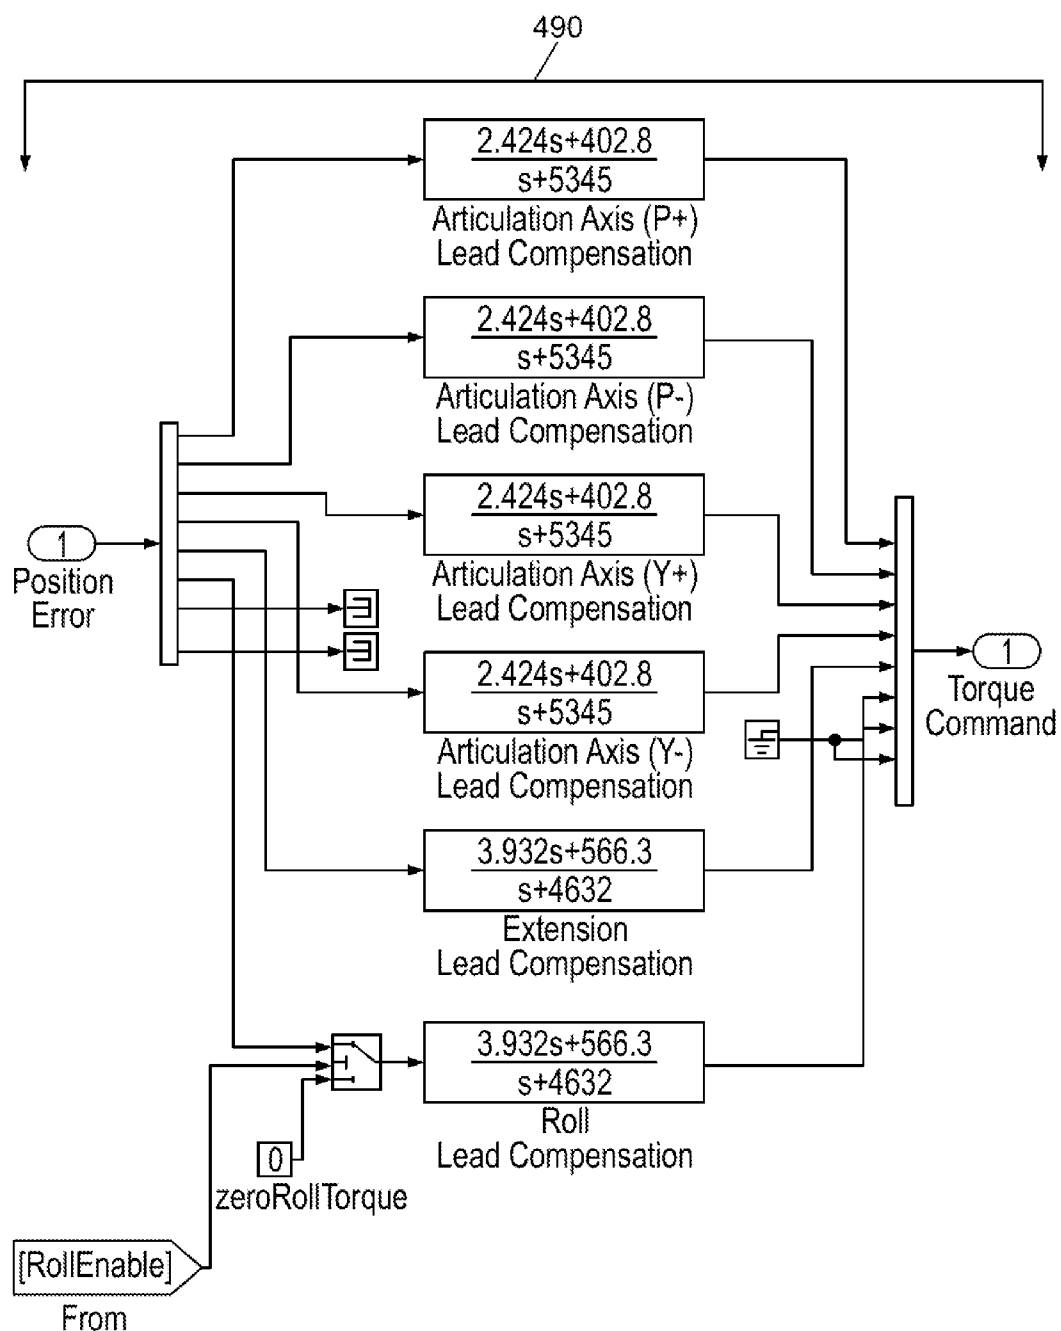 490
2.424s+402.8
s+5345
Articulation Axis (P+)
Lead Compensation
2.424s+402.8
s+5345
Articulation Axis (P-)
Lead Compensation
1
Position
Error
2.424s+402.8
s+5345
Articulation Axis (Y+)
Lead Compensation
2.424s+402.8
s+5345
Articulation Axis (Y-)
Lead Compensation
1
Torque
Command
3.932s+566.3
s+4632
Extension
Lead Compensation
3.932s+566.3
s+4632
Roll
Lead Compensation
0
zeroRollTorque
[RollEnable]
From